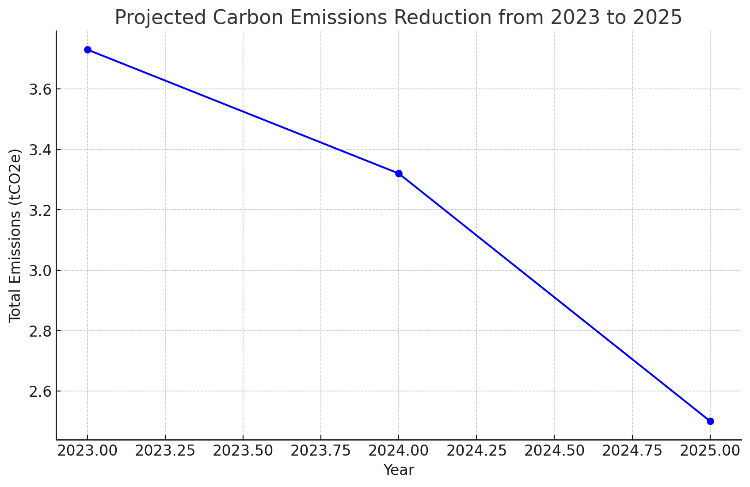 Projected Carbon Emissions Reduction from 2023 to 2025
Total Emissions (tCO2e)
3.6
3.4
3.2
3.0
2.8
2.6
2023.00 2023.25 2023.50 2023.75 2024.00 2024.25 2024.50 2024.75 2025.00
Year